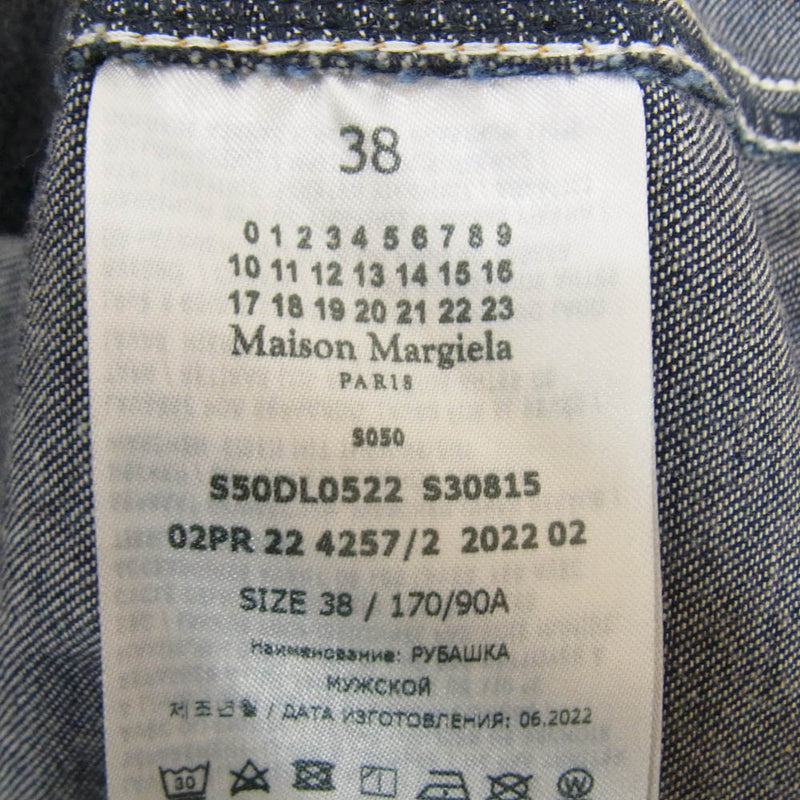 38
0 1 2 3 4 5 6 7 8 9
10 11 12 13 14 15 16
17 18 19 20 21 22 23
Maison Margiela
PARIS
S050
S50DL0522 S30815
02PR 22 4257/2 2022 02
SIZE 38 / 170/90A
Наименование: РУБАШКА
МУЖСКОЙ
제조년월 / ДАТА ИЗГОТОВЛЕНИЯ: 06.2022
30
W